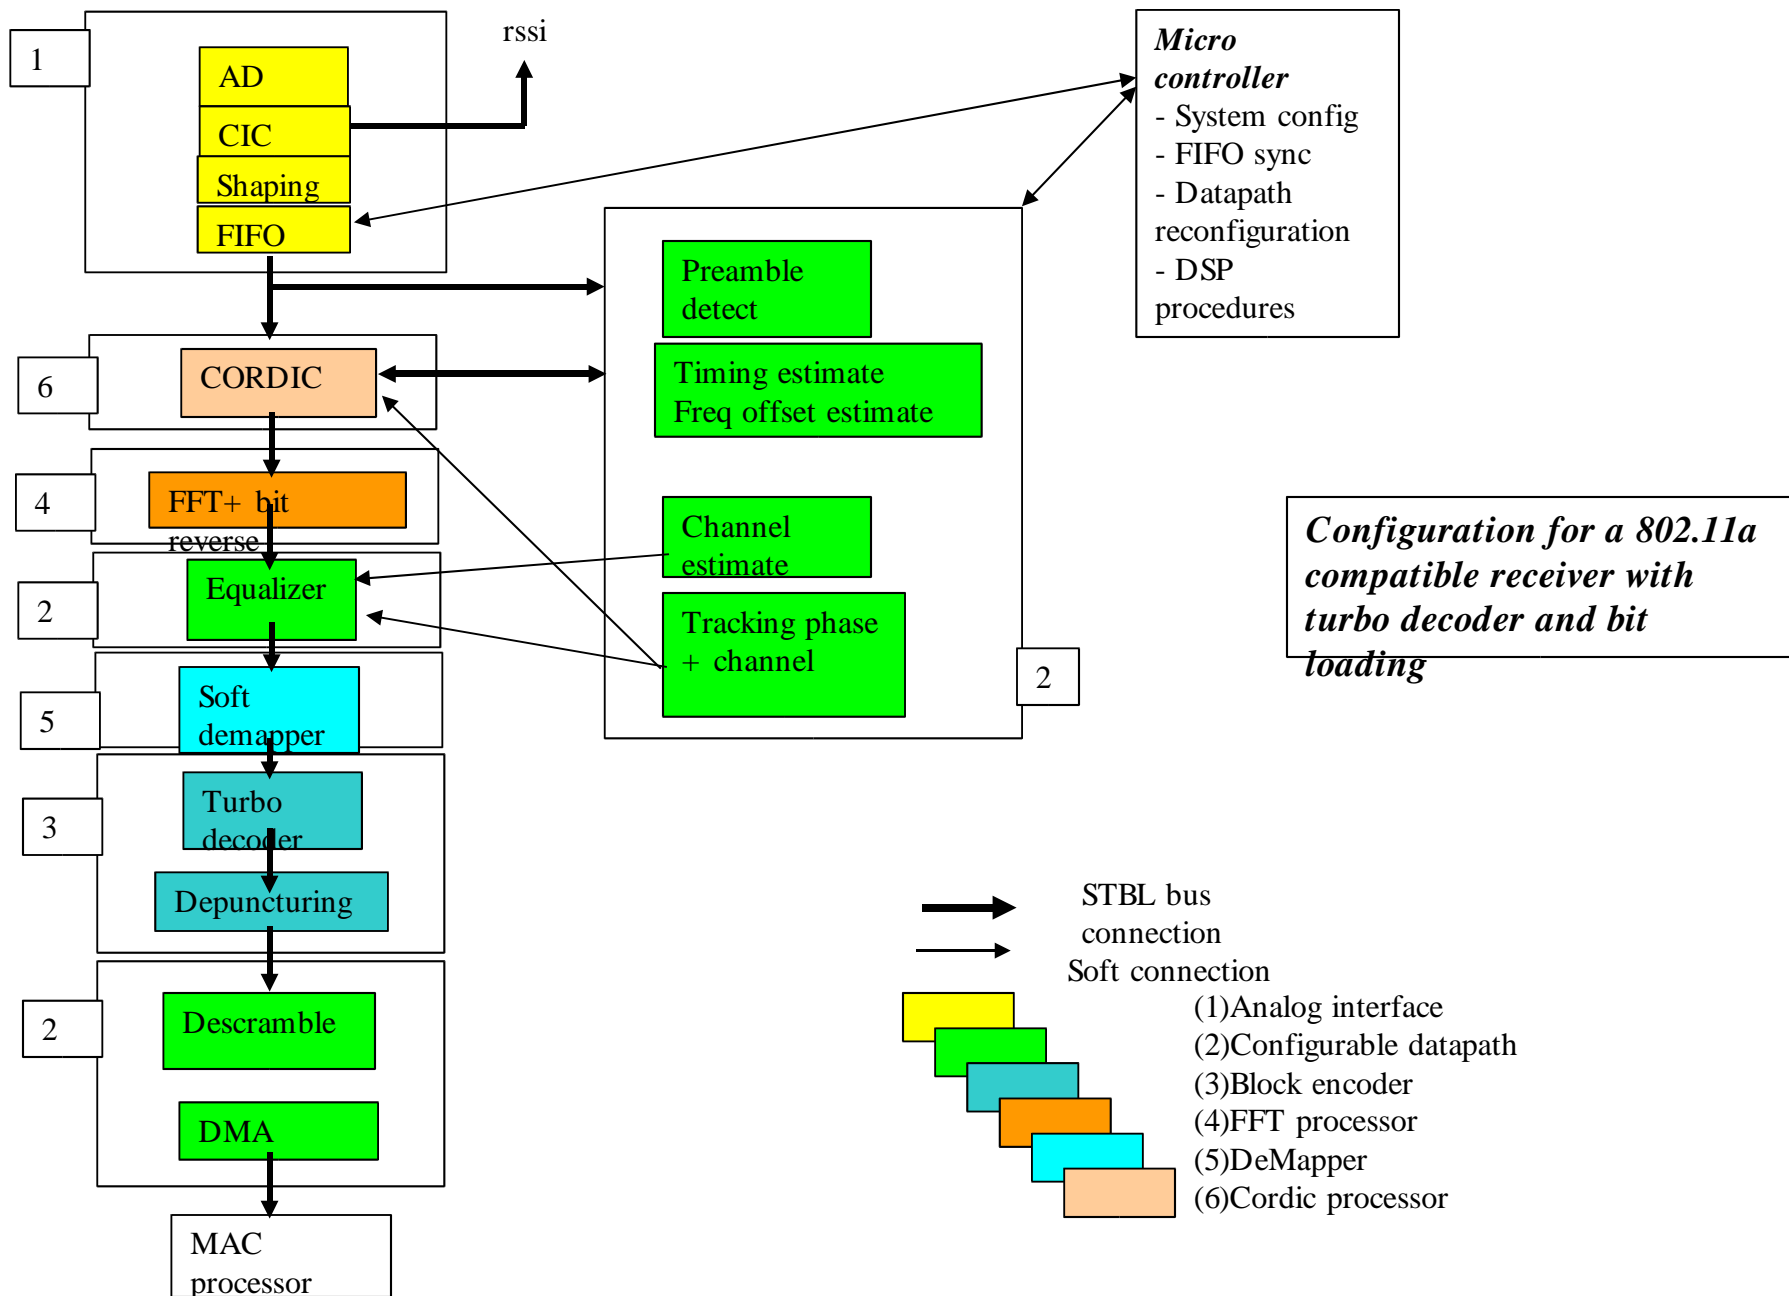 1
AD
CIC
Shaping
FIFO
rssi
Micro
controller
- System config
- FIFO sync
- Datapath
reconfiguration
- DSP
procedures
6
CORDIC
Preamble
detect
Timing estimate
Freq offset estimate
4
FFT+ bit
reverse
Channel
estimate
2
Equalizer
Tracking phase
+ channel
2
Configuration for a 802.11a
compatible receiver with
turbo decoder and bit
loading
5
Soft
demapper
3
Turbo
decoder
Depuncturing
2
Descramble
DMA
MAC
processor
STBL bus
connection
Soft connection
(1)Analog interface
(2)Configurable datapath
(3)Block encoder
(4)FFT processor
(5)DeMapper
(6)Cordic processor